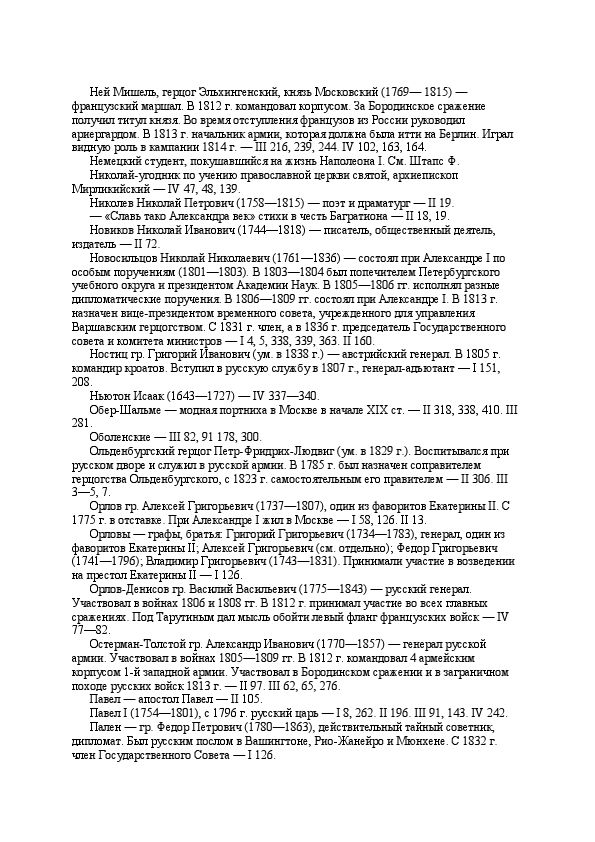 Ней Мишель, герцог Эльхингенский, князь Московский (1769— 1815) —
французский маршал. В 1812 г. командовал корпусом. За Бородинское сражение
получил титул князя. Во время отступления французов из России руководил
ариергардом. В 1813 г. начальник армии, которая должна была итти на Берлин. Играл
видную роль в кампании 1814 г. — III 216, 239, 244. IV 102, 163, 164.
Немецкий студент, покушавшийся на жизнь Наполеона I. См. Штапс Ф.
Николай-угодник по учению православной церкви святой, архиепископ
Мирликийский — IV 47, 48, 139.
Николев Николай Петрович (1758—1815) — поэт и драматург — II 19.
— «Славь тако Александра век» стихи в честь Багратиона — II 18, 19.
Новиков Николай Иванович (1744—1818) — писатель, общественный деятель,
издатель — II 72.
Новосильцов Николай Николаевич (1761—1836) — состоял при Александре I по
особым поручениям (1801—1803). В 1803—1804 был попечителем Петербургского
учебного округа и президентом Академии Наук. В 1805—1806 гг. исполнял разные
дипломатические поручения. В 1806—1809 гг. состоял при Александре I. В 1813 г.
назначен вице-президентом временного совета, учрежденного для управления
Варшавским герцогством. С 1831 г. член, а в 1836 г. председатель Государственного
совета и комитета министров — I 4, 5, 338, 339, 363. II 160.
Ностиц гр. Григорий Иванович (ум. в 1838 г.) — австрийский генерал. В 1805 г.
командир кроатов. Вступил в русскую службу в 1807 г., генерал-адъютант — I 151,
208.
Ньютон Исаак (1643—1727) — IV 337—340.
Обер-Шальме — модная портниха в Москве в начале XIX ст. — II 318, 338, 410. III
281.
Оболенские — III 82, 91 178, 300.
Ольденбургский герцог Петр-Фридрих-Людвиг (ум. в 1829 г.). Воспитывался при
русском дворе и служил в русской армии. В 1785 г. был назначен соправителем
герцогства Ольденбургского, с 1823 г. самостоятельным его правителем — II 306. III
3—5, 7.
Орлов гр. Алексей Григорьевич (1737—1807), один из фаворитов Екатерины II. С
1775 г. в отставке. При Александре I жил в Москве — I 58, 126. II 13.
Орловы — графы, братья: Григорий Григорьевич (1734—1783), генерал, один из
фаворитов Екатерины II; Алексей Григорьевич (см. отдельно); Федор Григорьевич
(1741—1796); Владимир Григорьевич (1743—1831). Принимали участие в возведении
на престол Екатерины II — I 126.
Орлов-Денисов гр. Василий Васильевич (1775—1843) — русский генерал.
Участвовал в войнах 1806 и 1808 гг. В 1812 г. принимал участие во всех главных
сражениях. Под Тарутиным дал мысль обойти левый фланг французских войск — IV
77—82.
Остерман-Толстой гр. Александр Иванович (1770—1857) — генерал русской
армии. Участвовал в войнах 1805—1809 гг. В 1812 г. командовал 4 армейским
корпусом 1-й западной армии. Участвовал в Бородинском сражении и в заграничном
походе русских войск 1813 г. — II 97. III 62, 65, 276.
Павел — апостол Павел — II 105.
Павел I (1754—1801), с 1796 г. русский царь — I 8, 262. II 196. III 91, 143. IV 242.
Пален — гр. Федор Петрович (1780—1863), действительный тайный советник,
дипломат. Был русским послом в Вашингтоне, Рио-Жанейро и Мюнхене. С 1832 г.
член Государственного Совета — I 126.